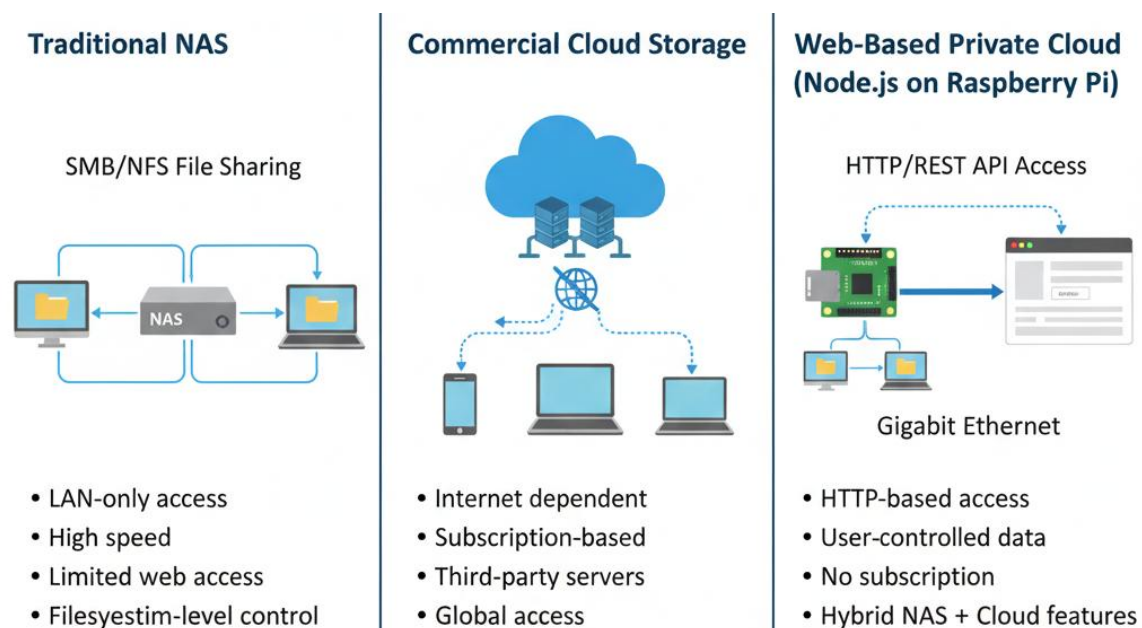 Traditional NAS
SMB/NFS File Sharing
NAS
• LAN-only access
• High speed
• Limited web access
• Filesyestim-level control
Commercial Cloud Storage
• Internet dependent
• Subscription-based
• Third-party servers
• Global access
Web-Based Private Cloud
(Node.js on Raspberry Pi)
HTTP/REST API Access
Gigabit Ethernet
• HTTP-based access
• User-controlled data
• No subscription
• Hybrid NAS + Cloud features